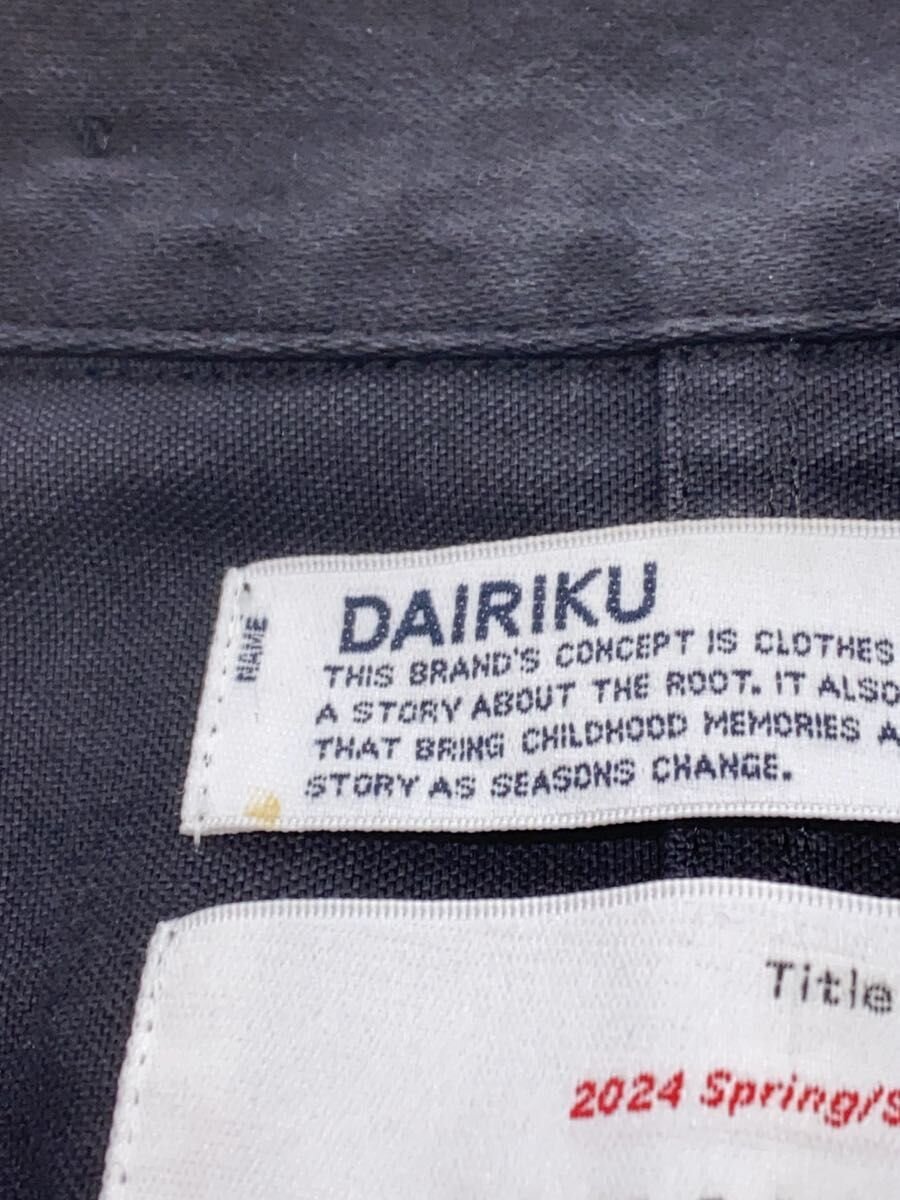 NAME
DAIRIKU
THIS BRAND'S CONCEPT IS CLOTHES
A STORY ABOUT THE ROOT. IT ALSO
THAT BRING CHILDHOOD MEMORIES A
STORY AS SEASONS CHANGE.
Title
2024 Spring/S